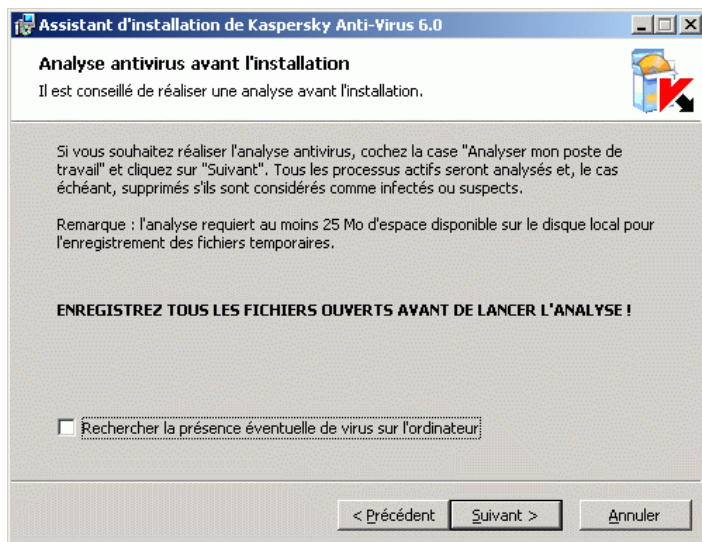 Assistant d'installation de Kaspersky Anti-Virus 6.0
Analyse antivirus avant l'installation
Il est conseillé de réaliser une analyse avant l'installation.
Si vous souhaitez réaliser l'analyse antivirus, cochez la case "Analyser mon poste de
travail" et cliquez sur "Suivant". Tous les processus actifs seront analysés et, le cas
échéant, supprimés s'ils sont considérés comme infectés ou suspects.
Remarque : l'analyse requiert au moins 25 Mo d'espace disponible sur le disque local pour
l'enregistrement des fichiers temporaires.
ENREGISTREZ TOUS LES FICHIERS OUVERTS AVANT DE LANCER L'ANALYSE !
Rechercher la présence éventuelle de virus sur l'ordinateur
< Précédent
Suivant >
Annuler